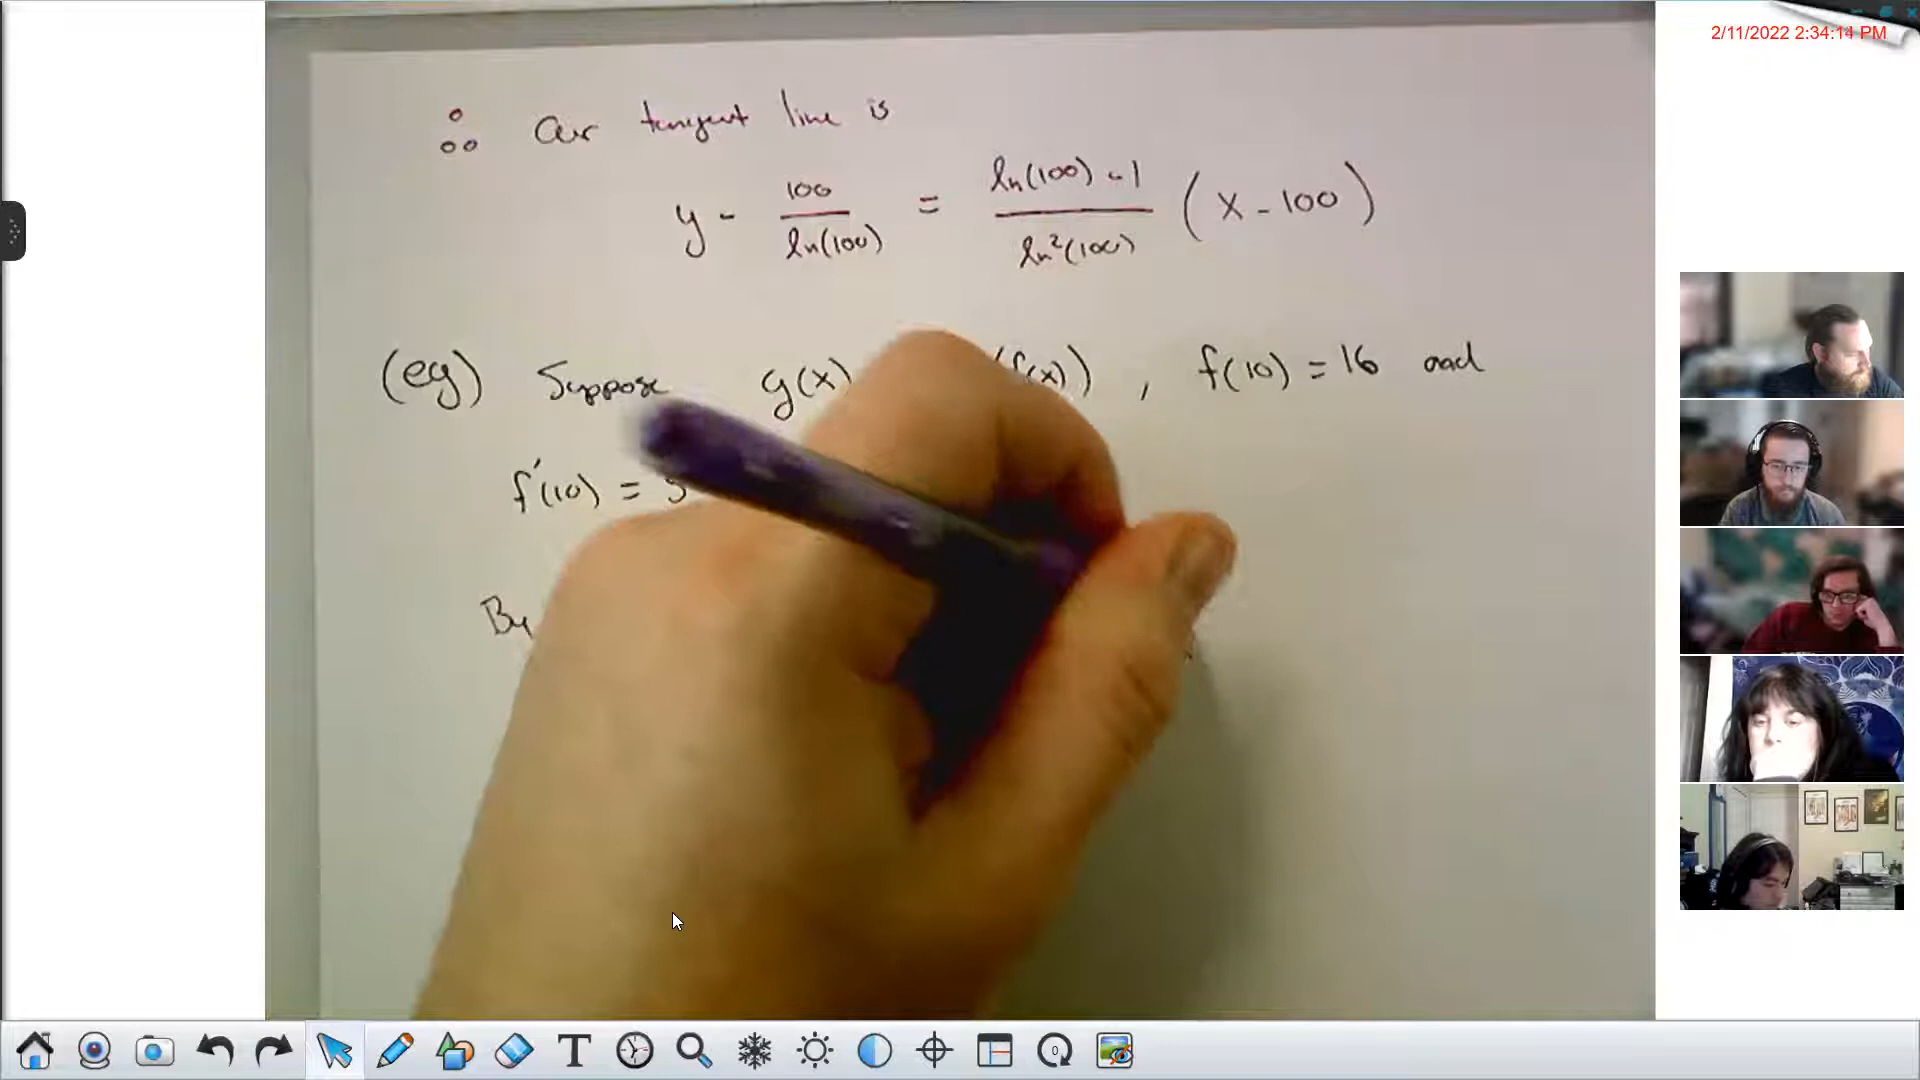 2/11/2022 2:34:14 PM
∴ Our tangent line is
y - 100/ln(100) = (ln(100) - 1)/ln²(100) (x - 100)
(eg) Suppose g(x) (f(x)) , f(10) = 16 and
f'(10) =
By
T
0